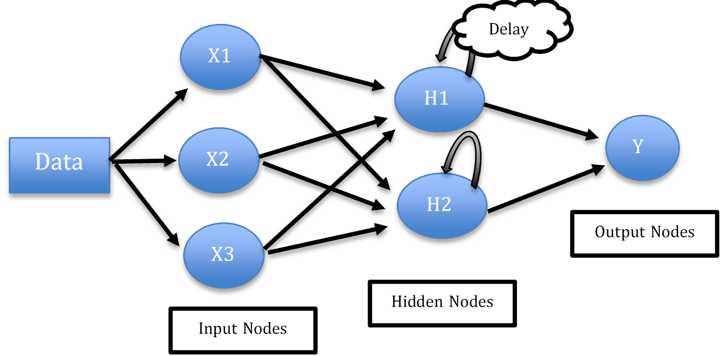 Delay
X1
H1
Data
X2
Y
H2
X3
Output Nodes
Hidden Nodes
Input Nodes